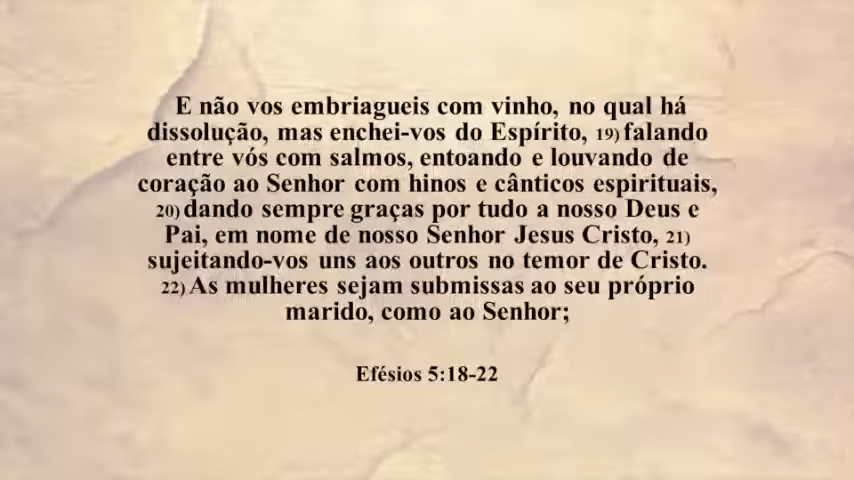 E não vos embriagueis com vinho, no qual há
dissolução, mas enchei-vos do Espírito, 19) falando
entre vós com salmos, entoando e louvando de
coração ao Senhor com hinos e cânticos espirituais,
20) dando sempre graças por tudo a nosso Deus e
Pai, em nome de nosso Senhor Jesus Cristo, 21)
sujeitando-vos uns aos outros no temor de Cristo.
22) As mulheres sejam submissas ao seu próprio
marido, como ao Senhor;
Efésios 5:18-22